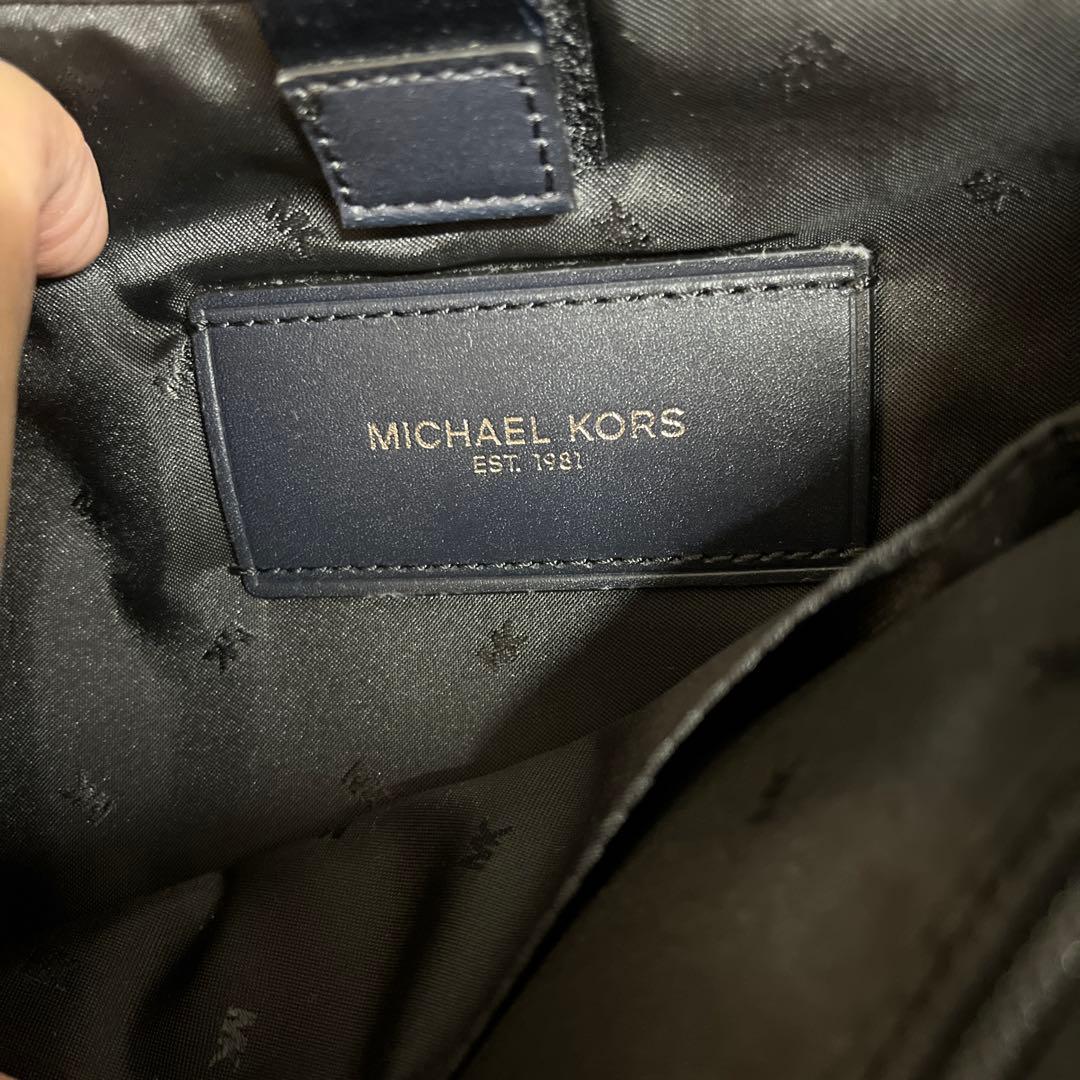 MICHAEL KORS
EST. 1981